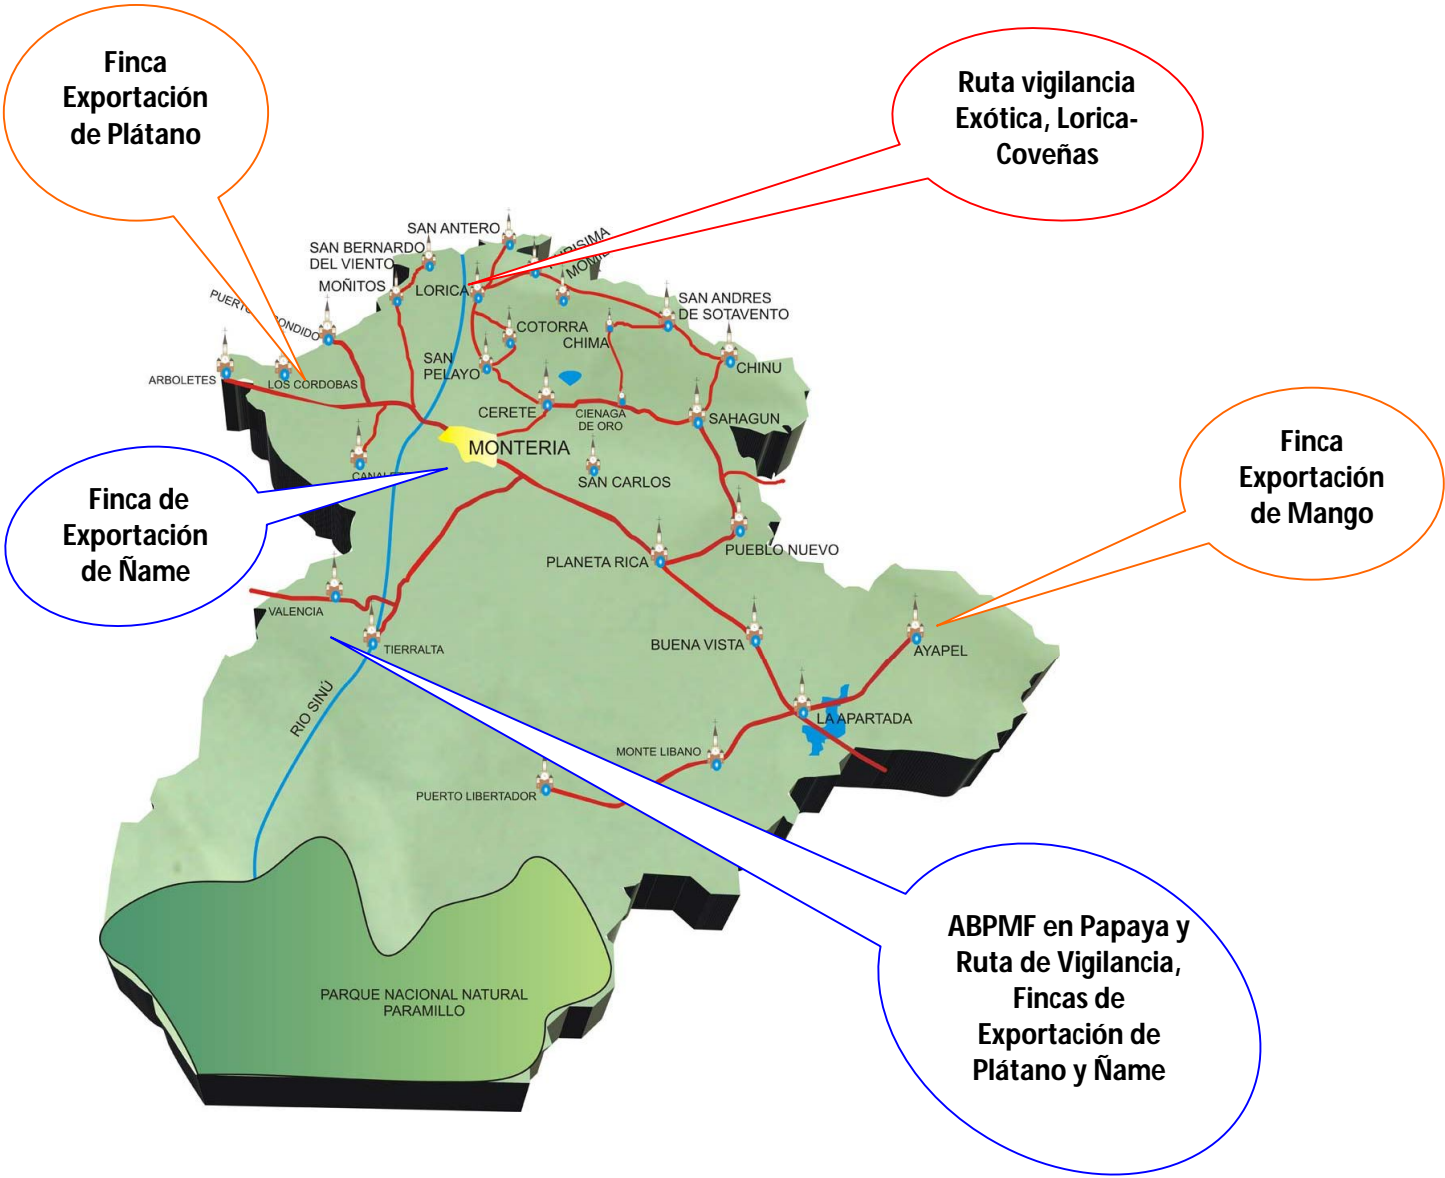 Finca
Exportación
de Plátano
Ruta vigilancia
Exótica, Lorica-
Coveñas
SAN ANTERO
SAN BERNARDO
DEL VIENTO
MOÑITOS
LORICA
PUERTO
COTORRA
CHIMA
SAN ANDRES
DE SOTAVENTO
CHINU
SAN
PELAYO
ARBOLETES
LOS CORDOBAS
CERETE
CIENAGA
DE ORO
SAHAGUN
MONTERIA
SAN CARLOS
Finca
Exportación
de Mango
Finca de
Exportación
de Ñame
PLANETA RICA
PUEBLO NUEVO
VALENCIA
TIERRALTA
BUENA VISTA
AYAPEL
RIO SINÚ
LA APARTADA
MONTE LIBANO
PUERTO LIBERTADOR
ABPMF en Papaya y
Ruta de Vigilancia,
Fincas de
Exportación de
Plátano y Ñame
PARQUE NACIONAL NATURAL
PARAMILLO